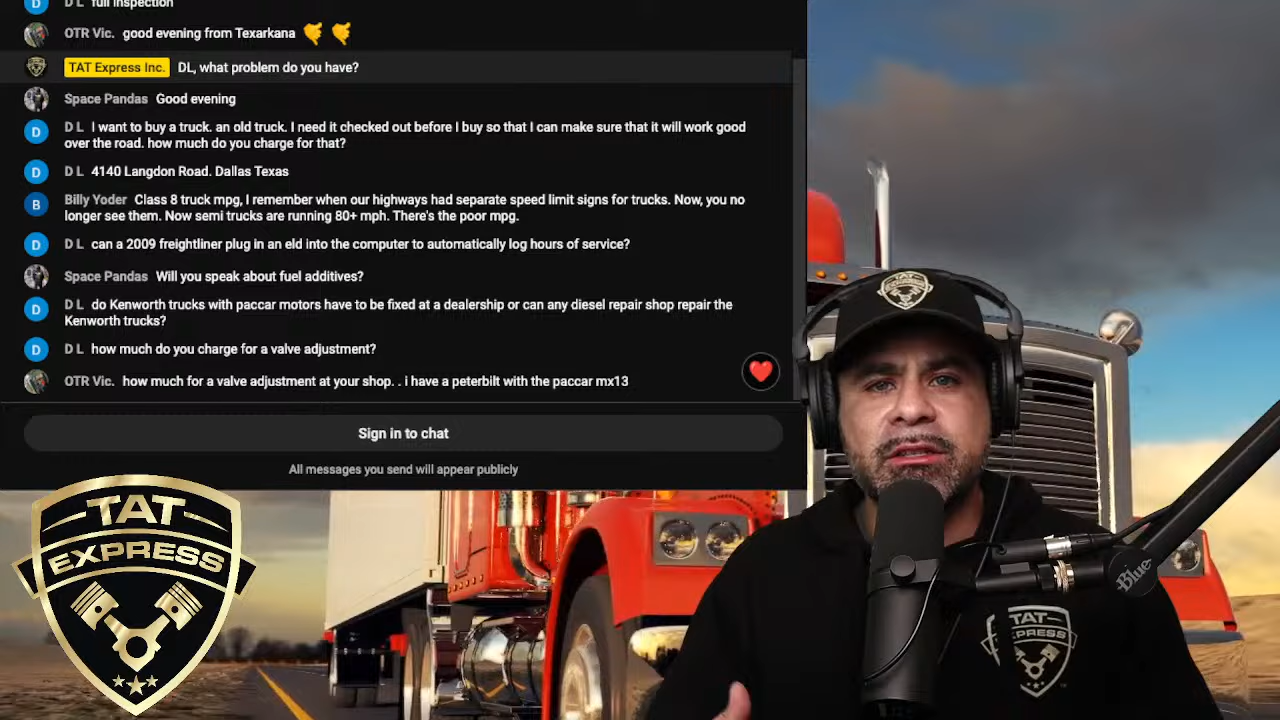 D L full inspection
OTR Vic. good evening from Texarkana
TAT Express Inc. DL, what problem do you have?
Space Pandas Good evening
D
D L I want to buy a truck. an old truck. I need it checked out before I buy so that I can make sure that it will work good
over the road. how much do you charge for that?
D
D L 4140 Langdon Road. Dallas Texas
B
Billy Yoder Class 8 truck mpg, I remember when our highways had separate speed limit signs for trucks. Now, you no
longer see them. Now semi trucks are running 80+ mph. There's the poor mpg.
D
D L can a 2009 freightliner plug in an eld into the computer to automatically log hours of service?
Space Pandas Will you speak about fuel additives?
D
D L do Kenworth trucks with paccar motors have to be fixed at a dealership or can any diesel repair shop repair the
Kenworth trucks?
D
D L how much do you charge for a valve adjustment?
OTR Vic. how much for a valve adjustment at your shop. . i have a peterbilt with the paccar mx13
Sign in to chat
All messages you send will appear publicly
TAT
EXPRESS
TAT
EXPRESS
Blue
TAT
EXPRESS